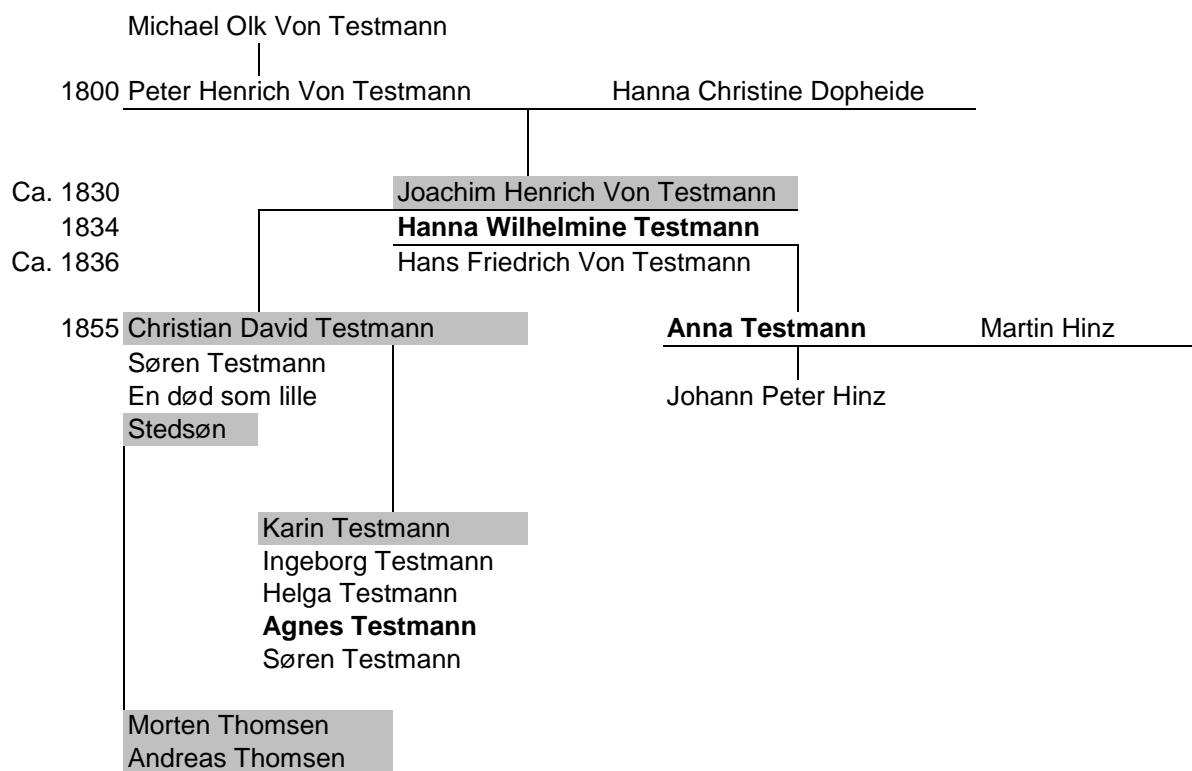 Michael Olk Von Testmann
1800 Peter Henrich Von Testmann Hanna Christine Dopheide
Ca. 1830 Joachim Henrich Von Testmann
1834 Hanna Wilhelmine Testmann
Ca. 1836 Hans Friedrich Von Testmann
1855 Christian David Testmann Anna Testmann Martin Hinz
Søren Testmann
En død som lille Johann Peter Hinz
Stedsøn
Karin Testmann
Ingeborg Testmann
Helga Testmann
Agnes Testmann
Søren Testmann
Morten Thomsen
Andreas Thomsen